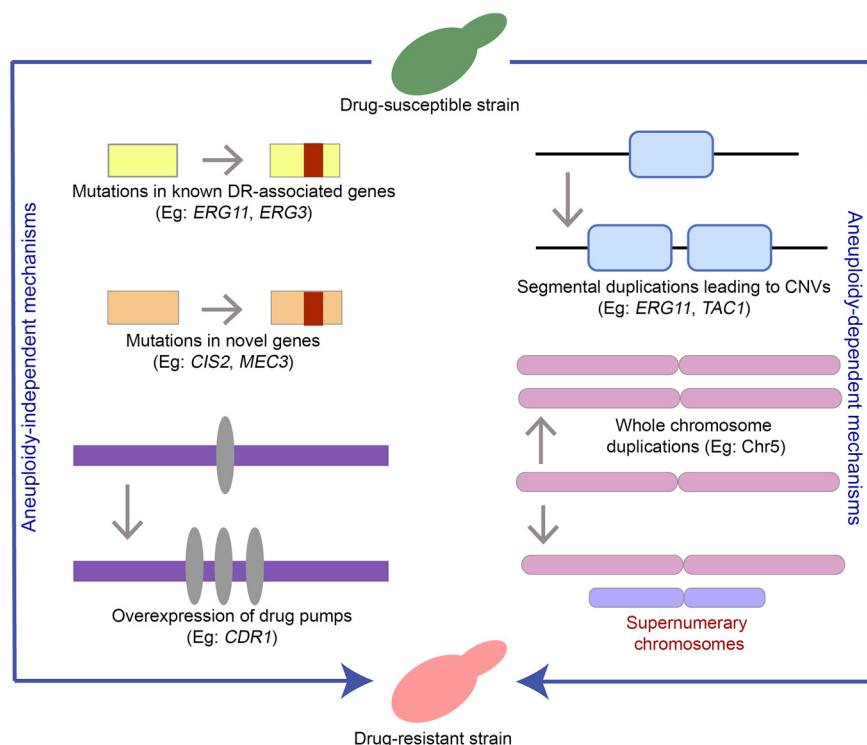 Drug-susceptible strain
Aneuploidy-independent mechanisms
Mutations in known DR-associated genes
(Eg: ERG11, ERG3)
Mutations in novel genes
(Eg: CIS2, MEC3)
Overexpression of drug pumps
(Eg: CDR1)
Aneuploidy-dependent mechanisms
Segmental duplications leading to CNVs
(Eg: ERG11, TAC1)
Whole chromosome
duplications (Eg: Chr5)
Supernumerary
chromosomes
Drug-resistant strain